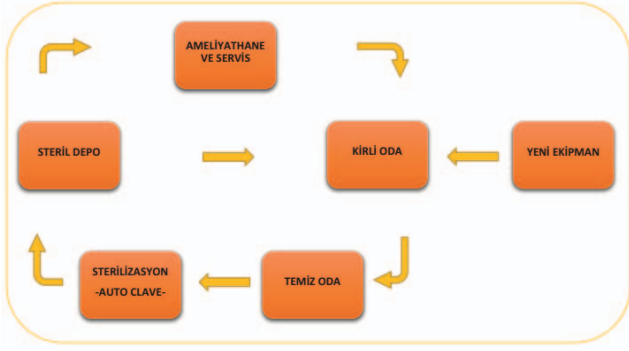 AMELİYATHANE
VE SERVİS
STERİL DEPO
KİRLİ ODA
YENİ EKİPMAN
STERİLİZASYON
-AUTO CLAVE-
TEMİZ ODA